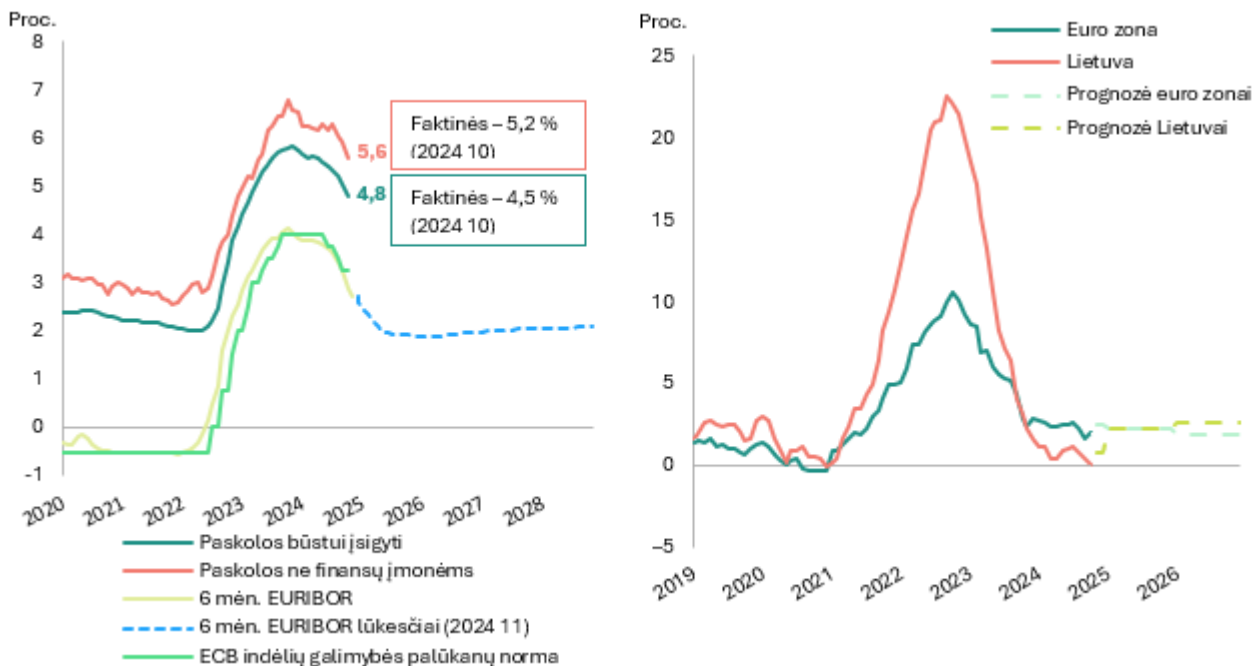 Proc.
8
7
6
5
4
3
2
1
0
-1
5,6
4,8
Faktinės – 5,2 %
(2024 10)
Faktinės – 4,5 %
(2024 10)
2020
2021
2022
2023
2024
2025
2026
2027
2028
Paskolos būstui įsigyti
Paskolos ne finansų įmonėms
6 mėn. EURIBOR
6 mėn. EURIBOR lūkesčiai (2024 11)
ECB indėlių galimybės palūkanų norma
Proc.
Euro zona
Lietuva
Prognozė euro zonai
Prognozė Lietuvai
25
20
15
10
5
0
–5
2019
2020
2021
2022
2023
2024
2025
2026